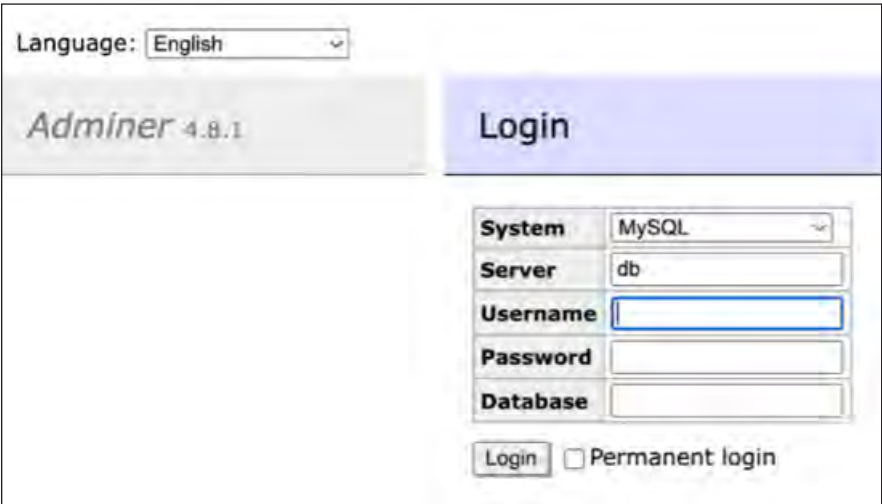 Language: English
Adminer 4.8.1
Login
System MySQL
Server db
Username
Password
Database
Login Permanent login